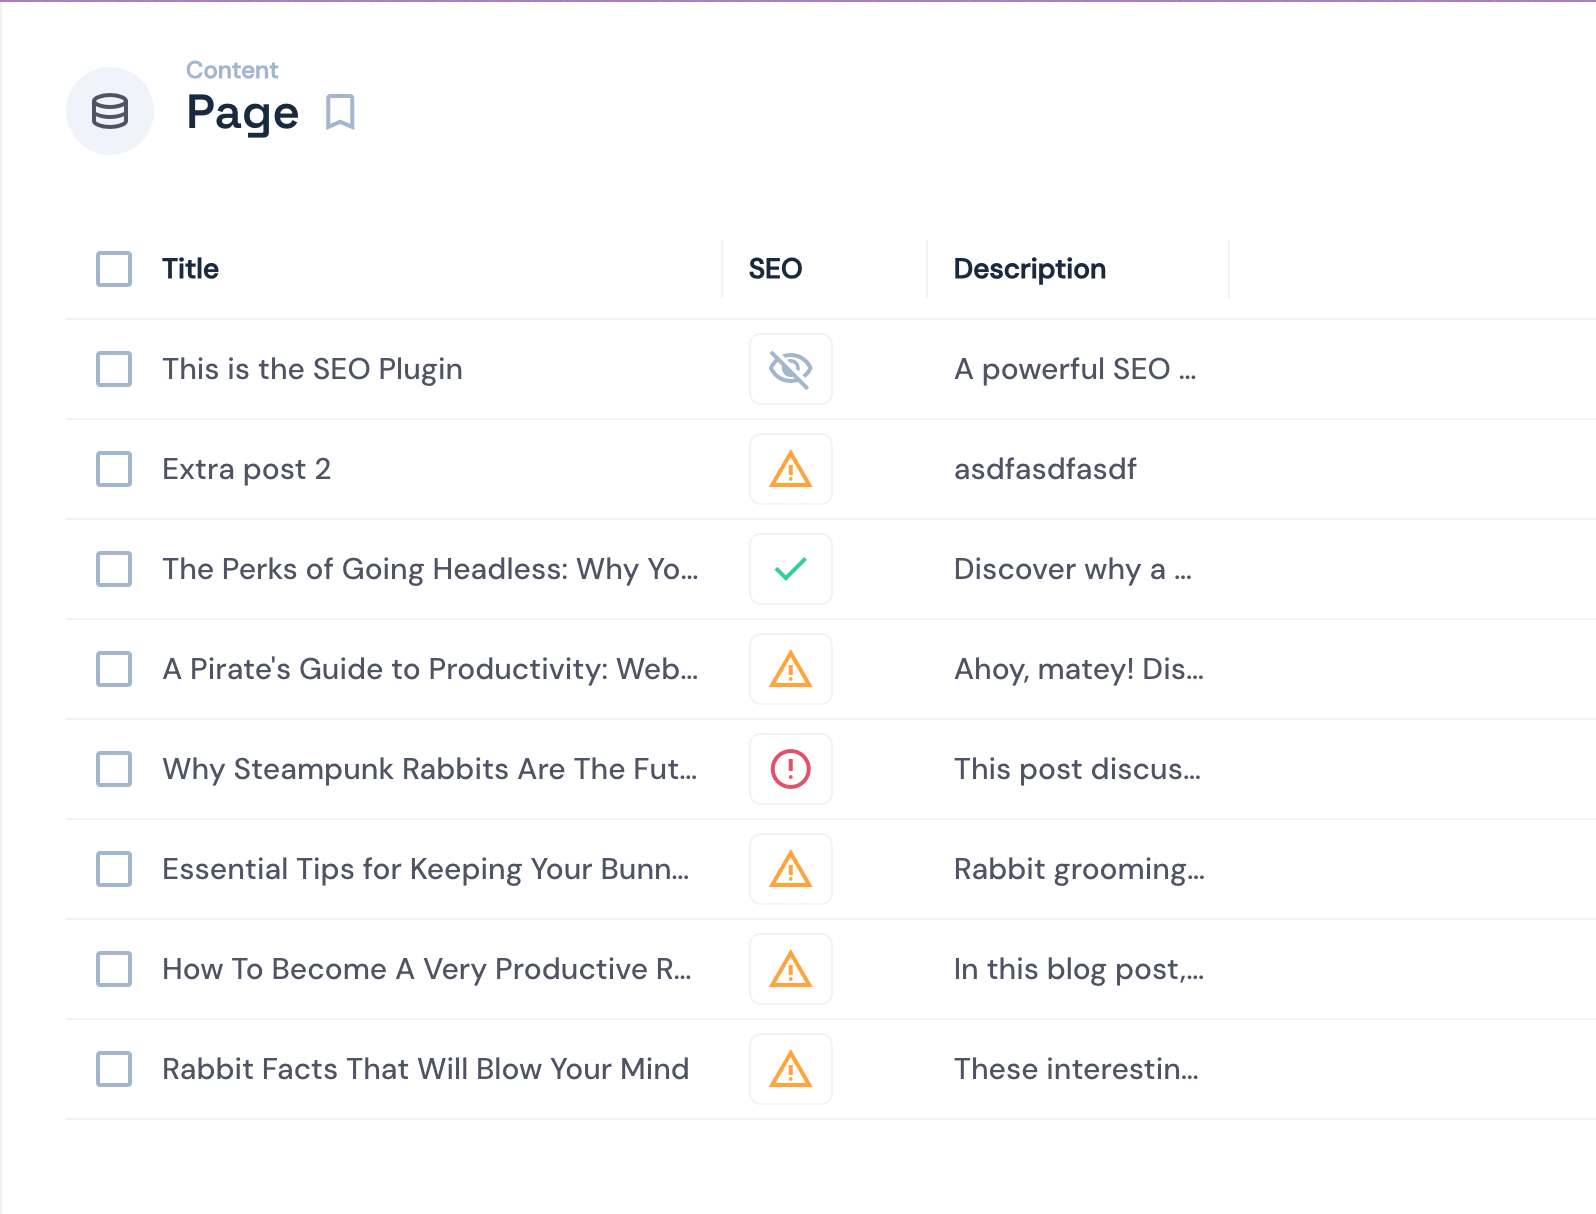 Content
Page
Title SEO Description
This is the SEO Plugin A powerful SEO ...
Extra post 2 asdfasdfasdf
The Perks of Going Headless: Why Yo... Discover why a ...
A Pirate's Guide to Productivity: Web... Ahoy, matey! Dis...
Why Steampunk Rabbits Are The Fut... This post discus...
Essential Tips for Keeping Your Bunn... Rabbit grooming...
How To Become A Very Productive R... In this blog post,...
Rabbit Facts That Will Blow Your Mind These interestin...